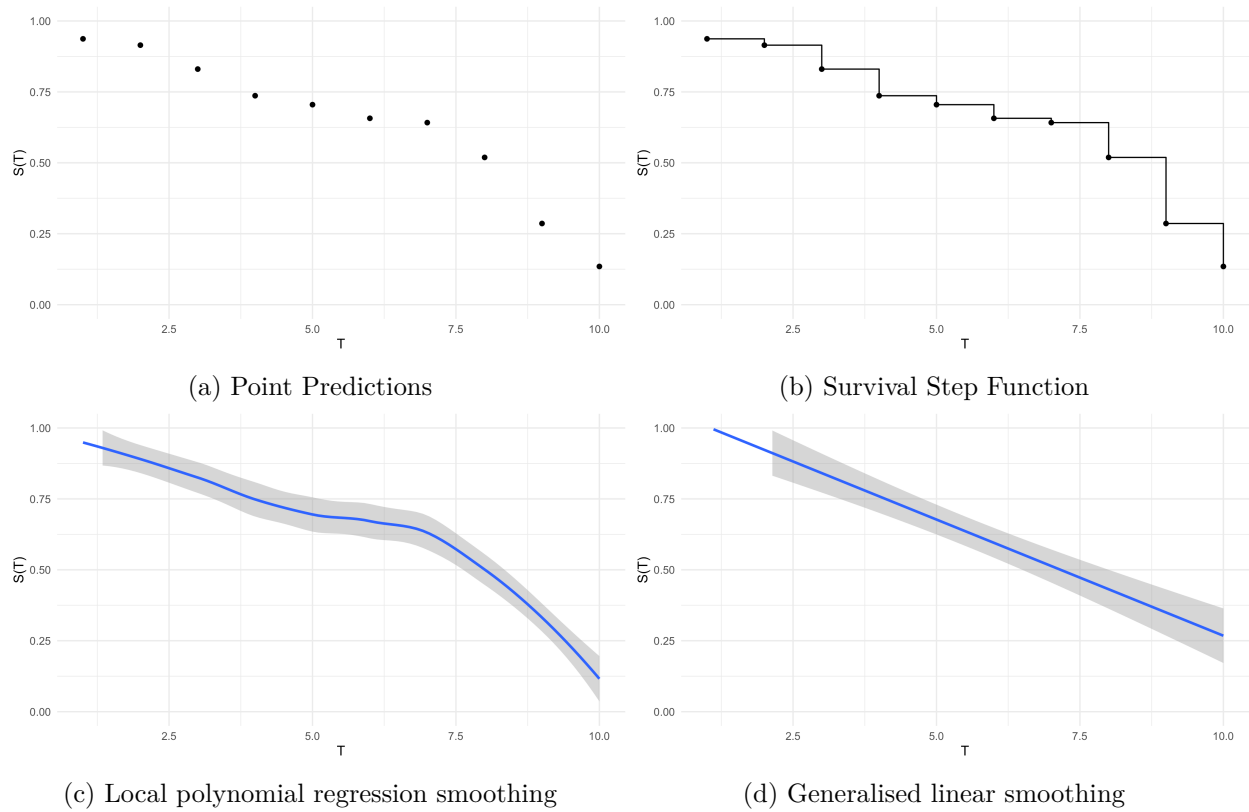 1.00
0.75
0.50
0.25
0.00
S(T)
2.5 5.0 7.5 10.0
T
(a) Point Predictions
1.00
0.75
0.50
0.25
0.00
S(T)
2.5 5.0 7.5 10.0
T
(b) Survival Step Function
1.00
0.75
0.50
0.25
0.00
S(T)
2.5 5.0 7.5 10.0
T
(c) Local polynomial regression smoothing
1.00
0.75
0.50
0.25
0.00
S(T)
2.5 5.0 7.5 10.0
T
(d) Generalised linear smoothing